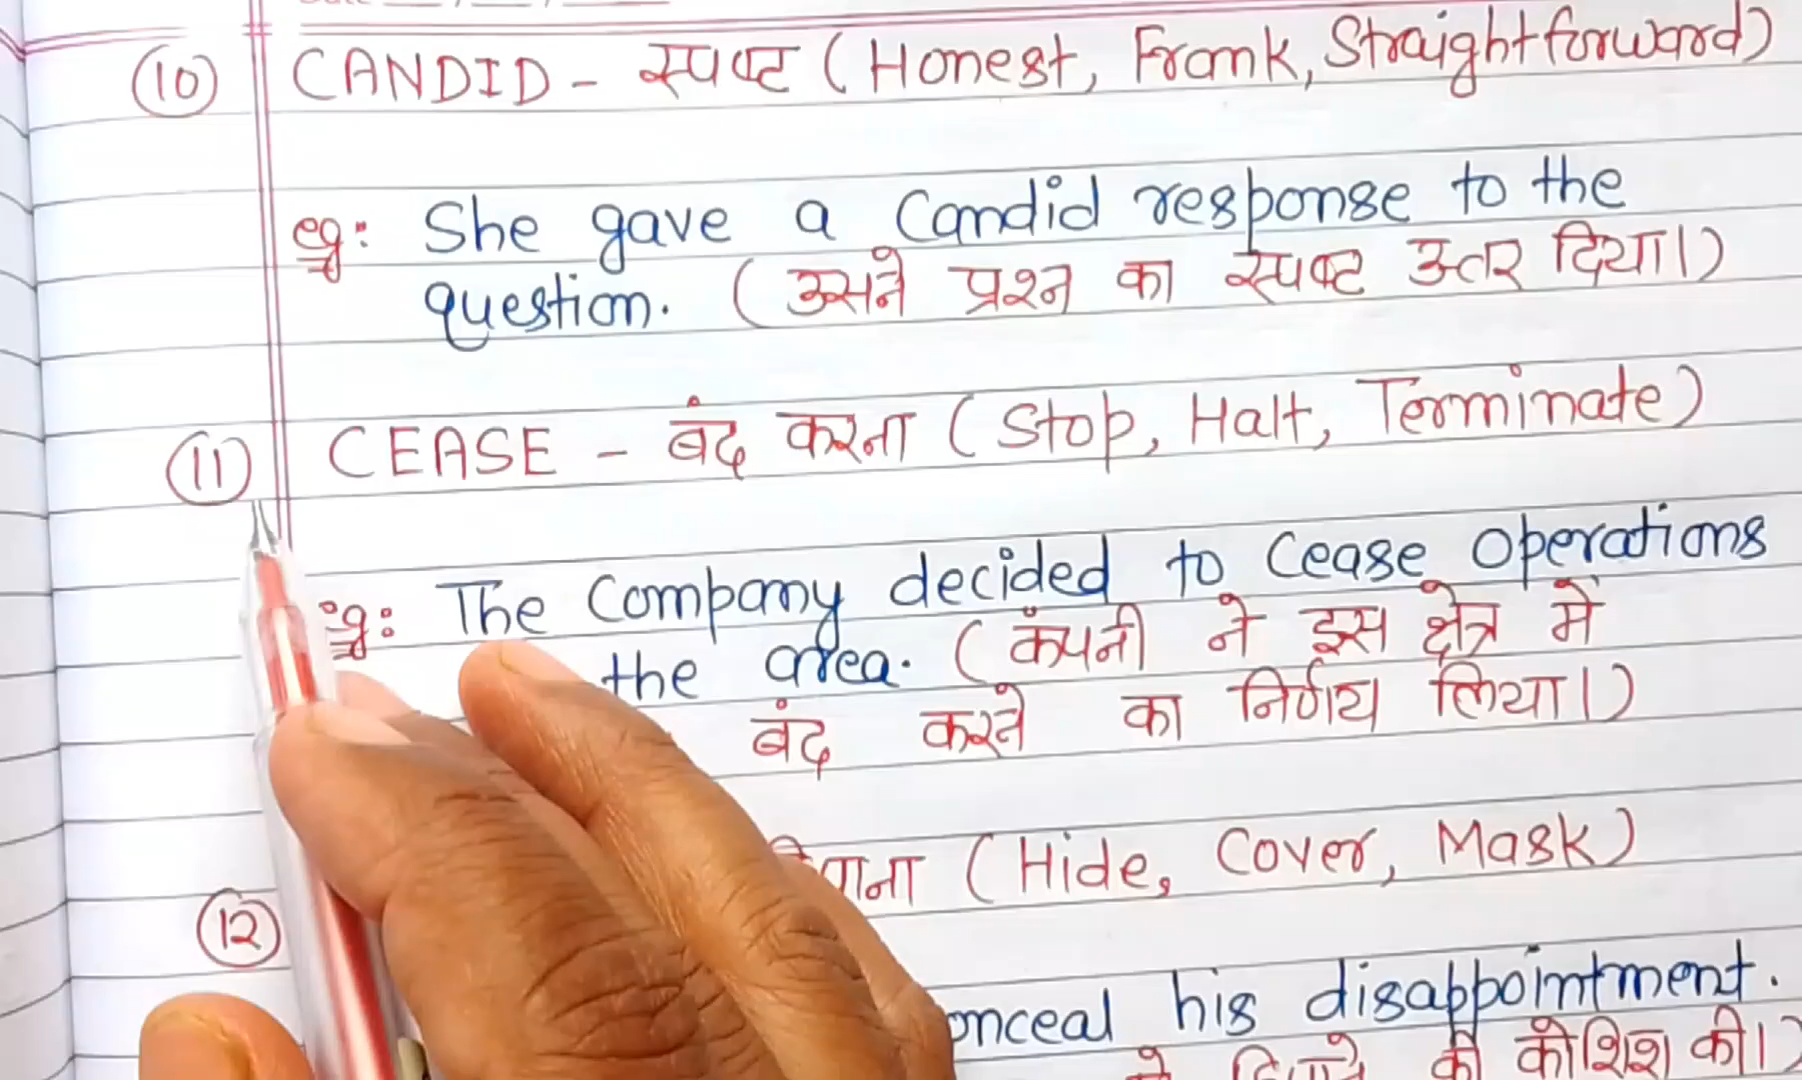 (10) CANDID - स्पष्ट (Honest, Frank, Straightforward)
eg: She gave a Candid response to the
question. (उसने प्रश्न का स्पष्ट उत्तर दिया।)
(11) CEASE - बंद करना (Stop, Halt, Terminate)
eg: The Company decided to Cease Operations
the area. (कंपनी ने इस क्षेत्र में
बंद करने का निर्णय लिया।)
(12) (Hide, Cover, Mask)
his disappointment.
की कोशिश की।)